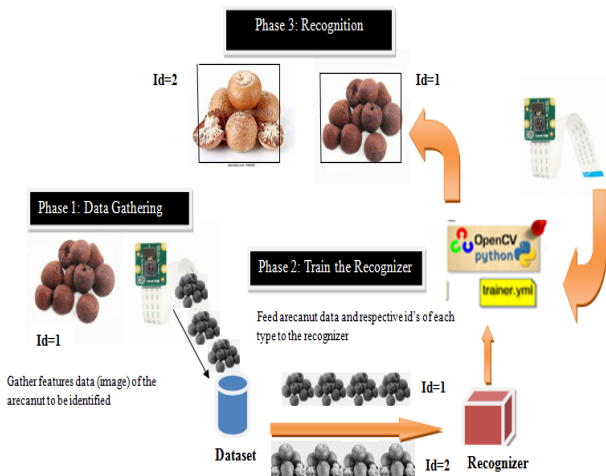 Phase 3: Recognition
Id=2
Id=1
Phase 1: Data Gathering
Id=1
Gather features data (image) of the
arecanut to be identified
Phase 2: Train the Recognizer
Feed arecanut data and respective id's of each
type to the recognizer
OpenCV
python
trainer.yml
Id=1
Dataset
Id=2
Recognizer